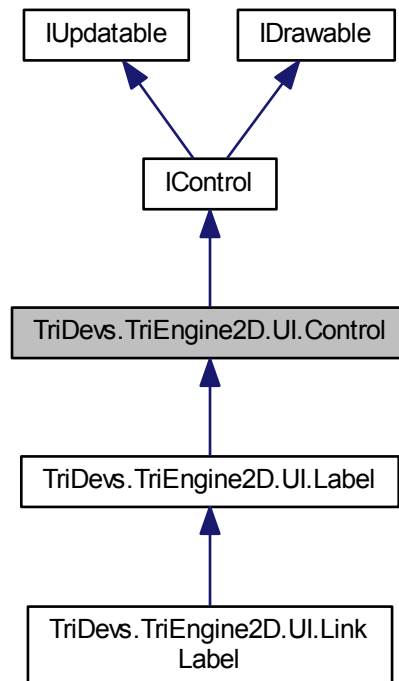 IUpdatable
IDrawable
IControl
TriDevs.TriEngine2D.UI.Control
TriDevs.TriEngine2D.UI.Label
TriDevs.TriEngine2D.UI.Link
Label